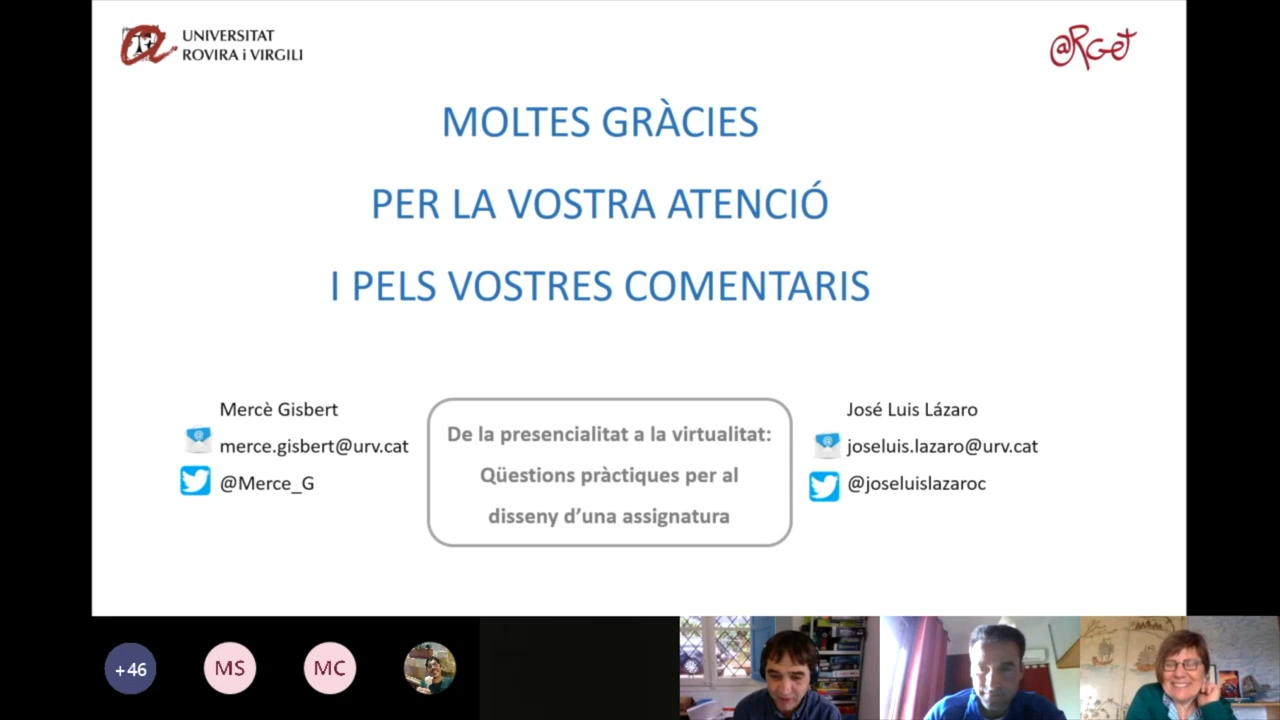 UNIVERSITAT
ROVIRA i VIRGILI
@RGet
MOLTES GRÀCIES
PER LA VOSTRA ATENCIÓ
I PELS VOSTRES COMENTARIS
Mercè Gisbert
merce.gisbert@urv.cat
@Merce_G
De la presencialitat a la virtualitat:
Qüestions pràctiques per al
disseny d’una assignatura
José Luis Lázaro
joseluis.lazaro@urv.cat
@joseluislazaroc
+46
MS
MC